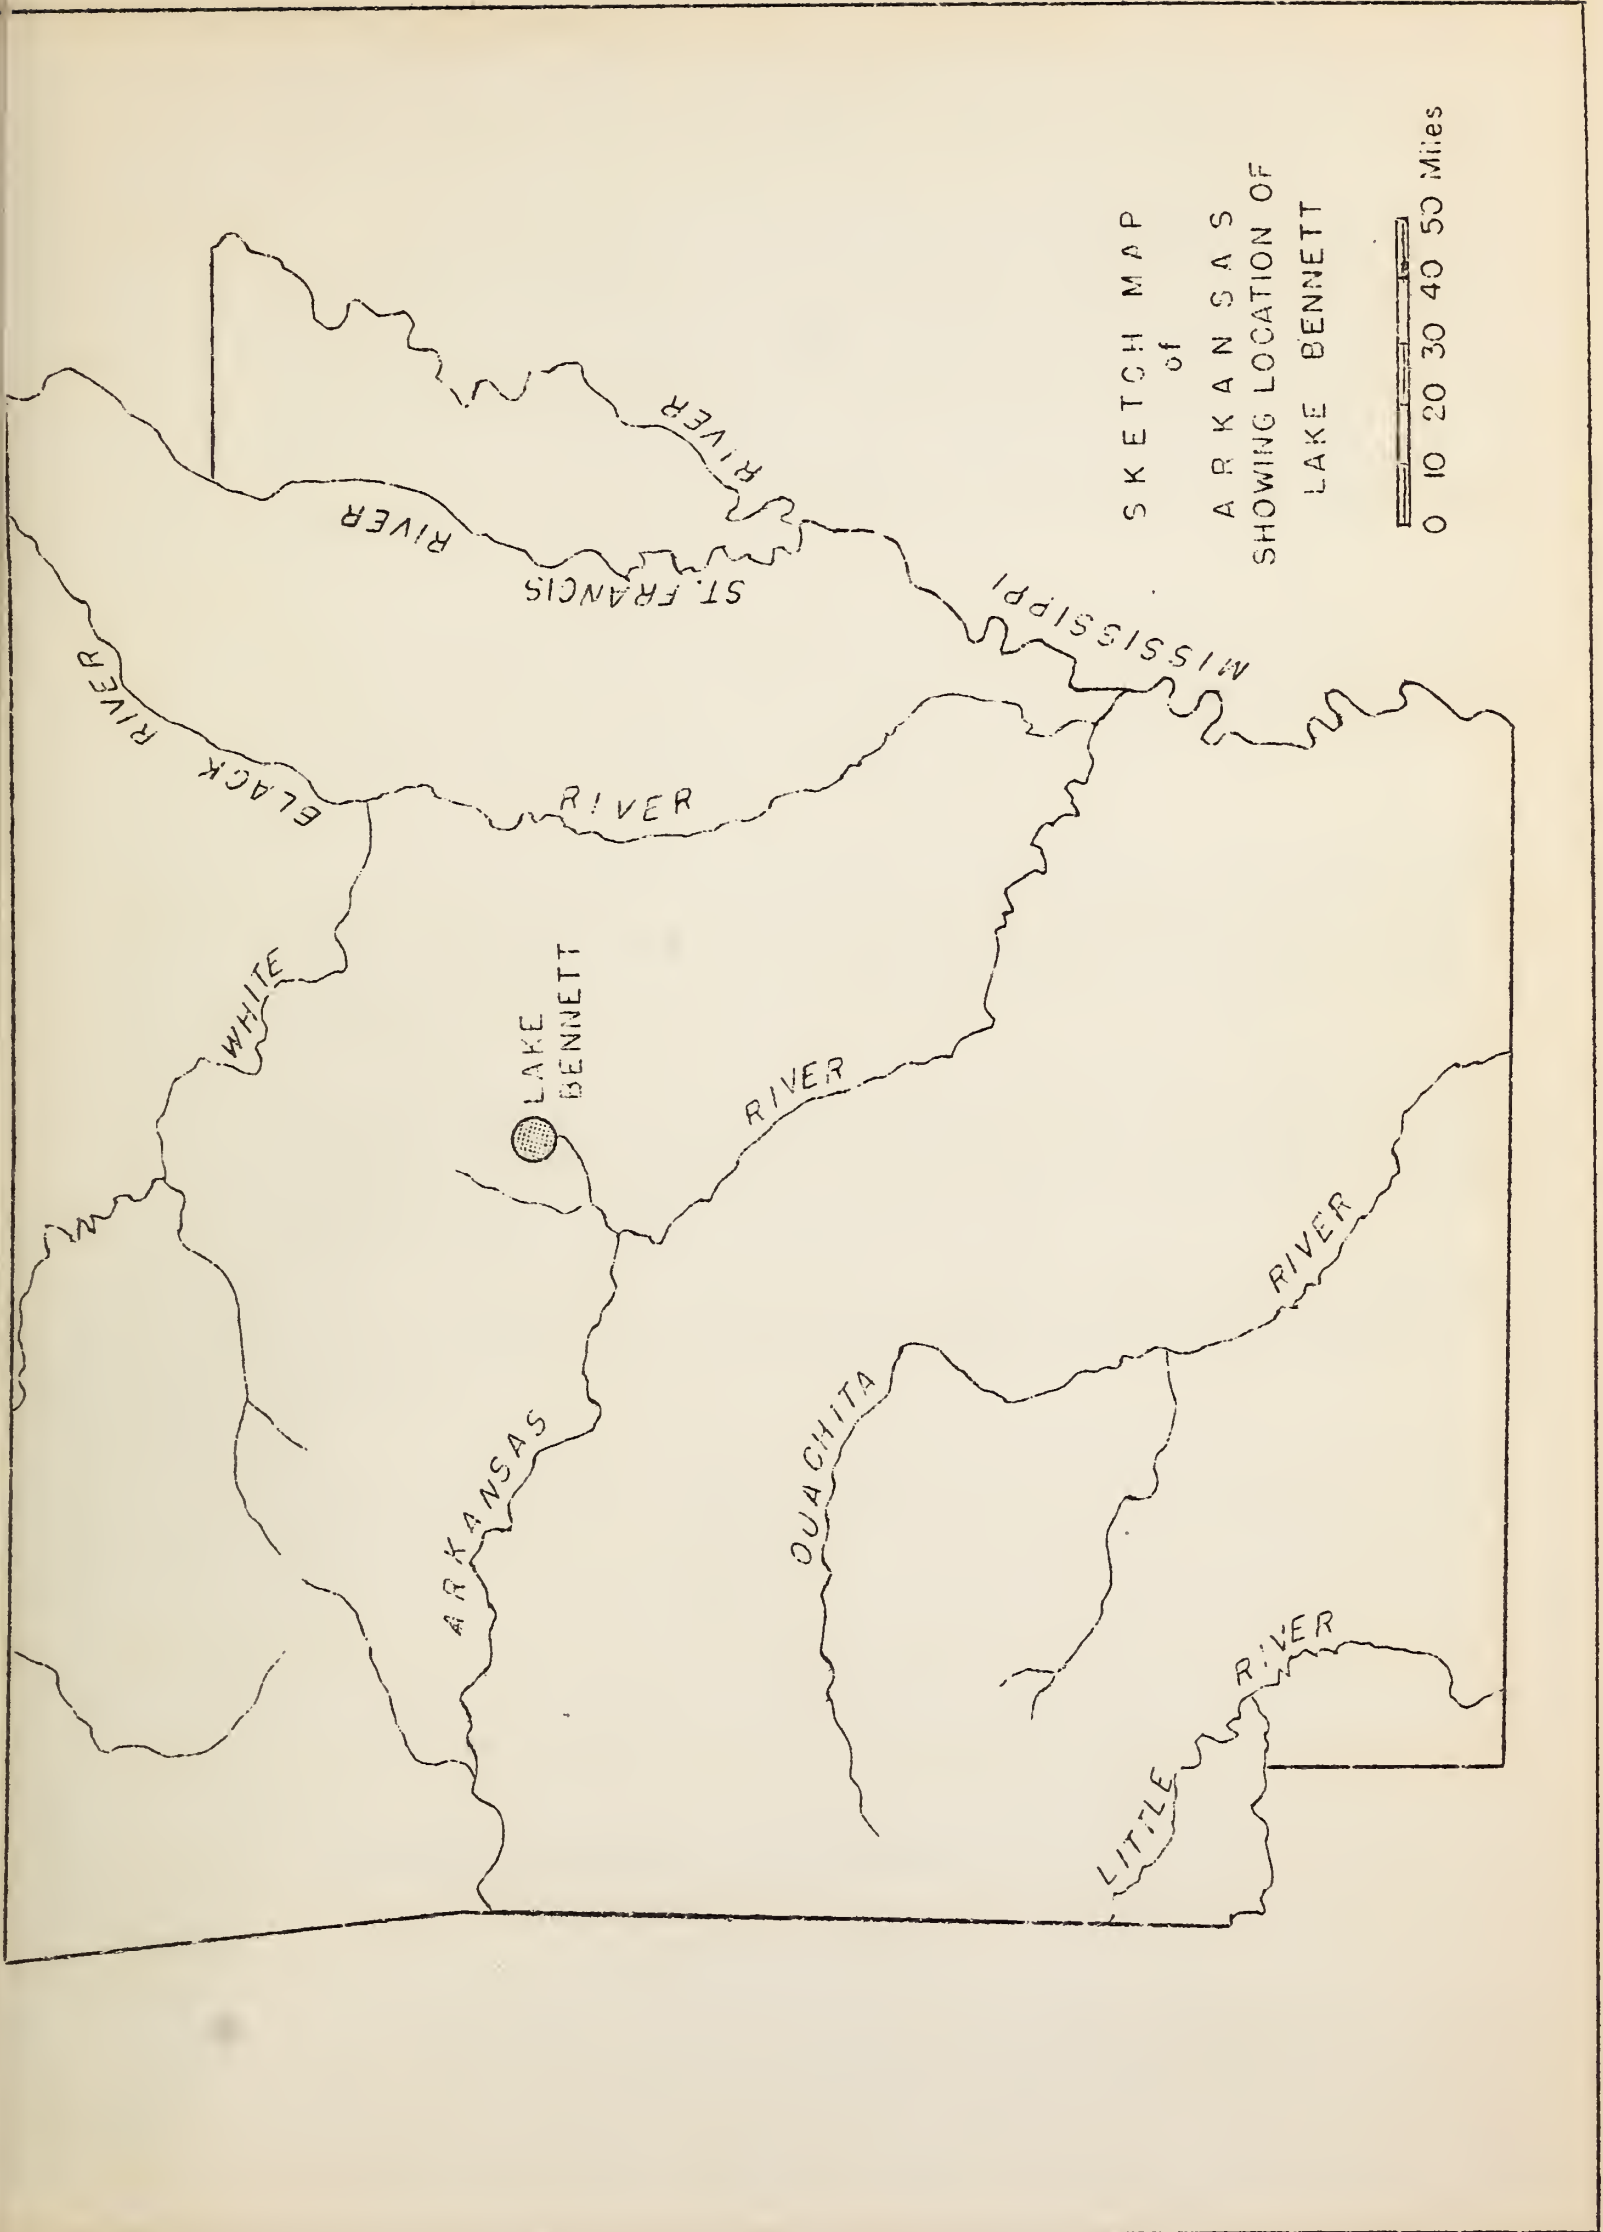 SKETCH MAP
of
ARKANSAS
SHOWING LOCATION OF
LAKE BENNETT
0 10 20 30 40 50 Miles
BLACK RIVER
WHITE RIVER
ST. FRANCIS RIVER
MISSISSIPPI RIVER
LAKE
BENNETT
ARKANSAS RIVER
OUACHITA RIVER
LITTLE RIVER